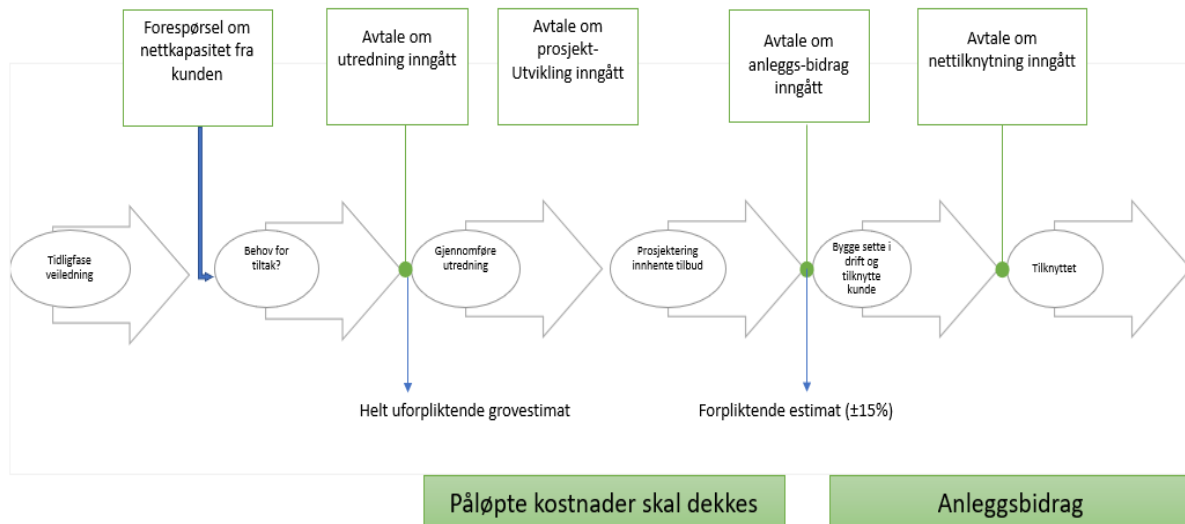 Forespørsel om
nettkapasitet fra
kunden
Avtale om
utredning inngått
Avtale om
prosjekt-
Utvikling inngått
Avtale om
anleggs-bidrag
inngått
Avtale om
nettilknytning inngått
Tidligfase
veiledning
Behov for
tiltak?
Gjennomføre
utredning
Prosjektering
innhente tilbud
Bygge sette i
drift og
tilknytte
kunde
Tilknyttet
Helt uforpliktende grovestimat
Forpliktende estimat (±15%)
Påløpte kostnader skal dekkes
Anleggsbidrag